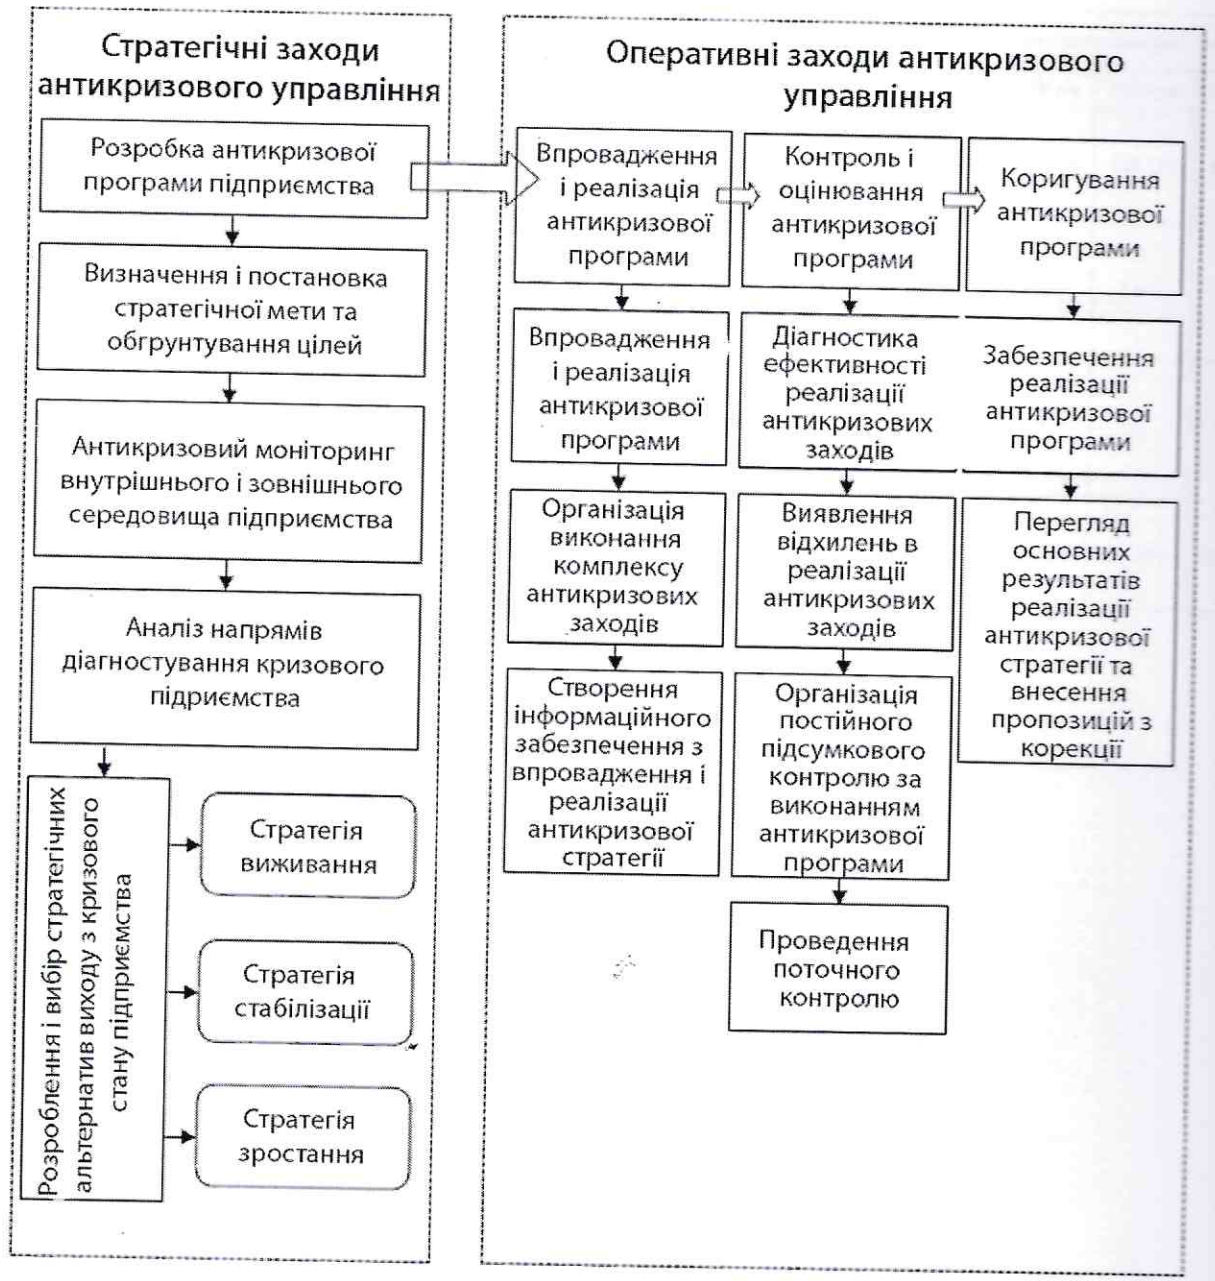 Стратегічні заходи
антикризового управління
Розробка антикризової
програми підприємства
Визначення і постановка
стратегічної мети та
обгрунтування цілей
Антикризовий моніторинг
внутрішнього і зовнішнього
середовища підприємства
Аналіз напрямів
діагностування кризового
підриємства
Розроблення і вибір стратегічних
альтернатив виходу з кризового
стану підприємства
Стратегія
виживання
Стратегія
стабілізації
Стратегія
зростання
Оперативні заходи антикризового
управління
Впровадження
і реалізація
антикризової
програми
Впровадження
і реалізація
антикризової
програми
Організація
виконання
комплексу
антикризових
заходів
Створення
інформаційного
забезпечення з
впровадження і
реалізації
антикризової
стратегії
Контроль і
оцінювання
антикризової
програми
Діагностика
ефективності
реалізації
антикризових
заходів
Виявлення
відхилень в
реалізації
антикризових
заходів
Організація
постійного
підсумкового
контролю за
виконанням
антикризової
програми
Проведення
поточного
контролю
Коригування
антикризової
програми
Забезпечення
реалізації
антикризової
програми
Перегляд
основних
результатів
реалізації
антикризової
стратегії та
внесення
пропозицій з
корекції